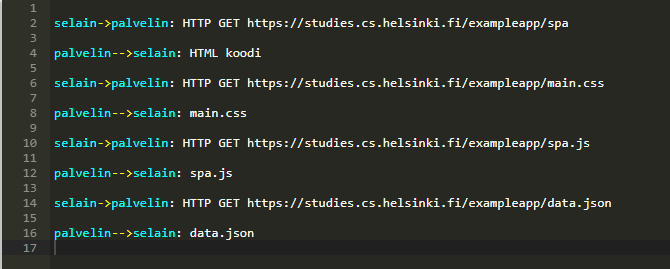 1
2 selain->palvelin: HTTP GET https://studies.cs.helsinki.fi/exampleapp/spa
3
4 palvelin-->selain: HTML koodi
5
6 selain->palvelin: HTTP GET https://studies.cs.helsinki.fi/exampleapp/main.css
7
8 palvelin-->selain: main.css
9
10 selain->palvelin: HTTP GET https://studies.cs.helsinki.fi/exampleapp/spa.js
11
12 palvelin-->selain: spa.js
13
14 selain->palvelin: HTTP GET https://studies.cs.helsinki.fi/exampleapp/data.json
15
16 palvelin-->selain: data.json
17